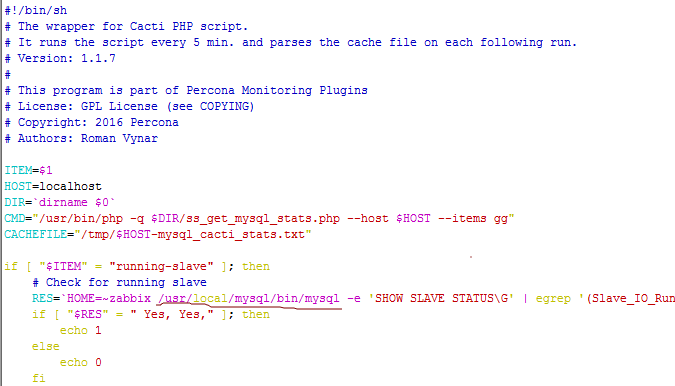 #!/bin/sh
# The wrapper for Cacti PHP script.
# It runs the script every 5 min. and parses the cache file on each following run.
# Version: 1.1.7
#
# This program is part of Percona Monitoring Plugins
# License: GPL License (see COPYING)
# Copyright: 2016 Percona
# Authors: Roman Vynar

ITEM=$1
HOST=localhost
DIR=`dirname $0`
CMD="/usr/bin/php -q $DIR/ss_get_mysql_stats.php --host $HOST --items gg"
CACHEFILE="/tmp/$HOST-mysql_cacti_stats.txt"

if [ "$ITEM" = "running-slave" ]; then
    # Check for running slave
    RES=`HOME=~zabbix /usr/local/mysql/bin/mysql -e 'SHOW SLAVE STATUS\G' | egrep '(Slave_IO_Run
    if [ "$RES" = " Yes, Yes," ]; then
        echo 1
    else
        echo 0
    fi